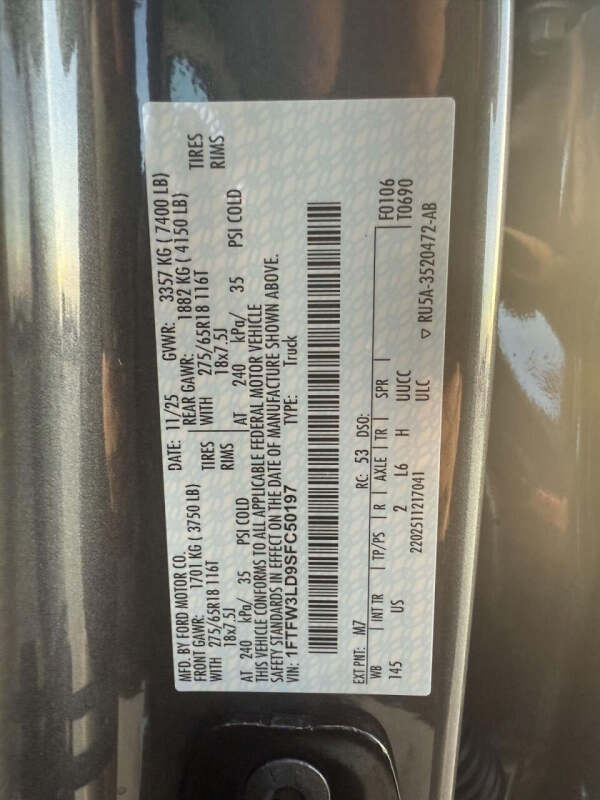 MFD. BY FORD MOTOR CO. DATE: 11/25 GVWR: 3357 KG ( 7400 LB)
FRONT GAWR: 1701 KG ( 3750 LB) REAR GAWR: 1882 KG ( 4150 LB)
WITH 275/65R18 116T TIRES WITH 275/65R18 116T TIRES
18x7.5J RIMS 18x7.5J RIMS
AT 240 kPa/ 35 PSI COLD AT 240 kPa/ 35 PSI COLD
THIS VEHICLE CONFORMS TO ALL APPLICABLE FEDERAL MOTOR VEHICLE
SAFETY STANDARDS IN EFFECT ON THE DATE OF MANUFACTURE SHOWN ABOVE.
VIN: 1FTFW3LD9SFC50197 TYPE: Truck
F0106
T0690
EXT PNT: M7 RC: 53 DSO:
WB INT TR TP/PS R AXLE TR SPR
145 US 2 L6 H UUCC
2202511217041 ULC
▽ RU5A-3520472-AB